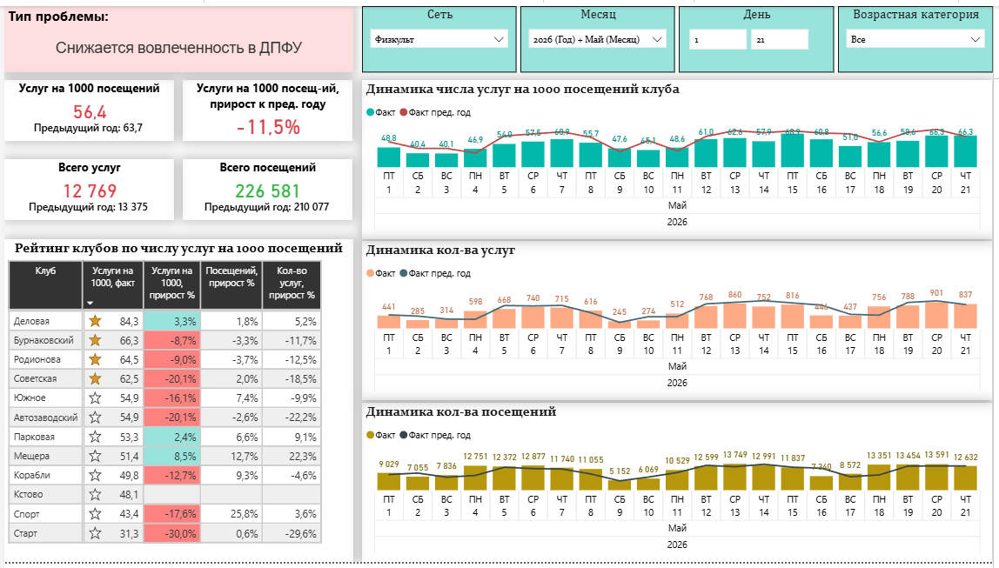 Тип проблемы:
Снижается вовлеченность в ДПФУ
Сеть
Физкульт
Месяц
2026 (Год) + Май (Месяц)
День
1 21
Возрастная категория
Все
Услуг на 1000 посещений
56,4
Предыдущий год: 63,7
Услуги на 1000 посещ-ий,
прирост к пред. году
-11,5%
Всего услуг
12 769
Предыдущий год: 13 375
Всего посещений
226 581
Предыдущий год: 210 077
Рейтинг клубов по числу услуг на 1000 посещений
Клуб Услуги на 1000, факт Услуги на 1000, прирост % Посещений, прирост % Кол-во услуг, прирост %
Деловая 84,3 3,3% 1,8% 5,2%
Бурнаковский 66,3 -8,7% -3,3% -11,7%
Родионова 64,5 -9,0% -3,7% -12,5%
Советская 62,5 -20,1% 2,0% -18,5%
Южное 54,9 -16,1% 7,4% -9,9%
Автозаводский 54,9 -20,1% -2,6% -22,2%
Парковая 53,3 2,4% 6,6% 9,1%
Мещера 51,4 8,5% 12,7% 22,3%
Корабли 49,8 -12,7% 9,3% -4,6%
Кстово 48,1
Спорт 43,4 -17,6% 25,8% 3,6%
Старт 31,3 -30,0% 0,6% -29,6%
Динамика числа услуг на 1000 посещений клуба
Факт Факт пред. год
48,8 40,4 40,1 46,9 54,0 57,5 60,9 55,7 47,6 45,1 48,6 61,0 62,6 57,9 68,9 60,8 51,0 56,6 58,6 66,3 66,3
ПТ СБ ВС ПН ВТ СР ЧТ ПТ СБ ВС ПН ВТ СР ЧТ ПТ СБ ВС ПН ВТ СР ЧТ
1 2 3 4 5 6 7 8 9 10 11 12 13 14 15 16 17 18 19 20 21
Май
2026
Динамика кол-ва услуг
Факт Факт пред. год
441 285 314 598 668 740 715 616 245 274 512 768 860 752 816 446 437 756 788 901 837
ПТ СБ ВС ПН ВТ СР ЧТ ПТ СБ ВС ПН ВТ СР ЧТ ПТ СБ ВС ПН ВТ СР ЧТ
1 2 3 4 5 6 7 8 9 10 11 12 13 14 15 16 17 18 19 20 21
Май
2026
Динамика кол-ва посещений
Факт Факт пред. год
9 029 7 055 7 836 12 751 12 372 12 877 11 740 11 055 5 152 6 069 10 529 12 599 13 749 12 991 11 837 7 340 8 572 13 351 13 454 13 591 12 632
ПТ СБ ВС ПН ВТ СР ЧТ ПТ СБ ВС ПН ВТ СР ЧТ ПТ СБ ВС ПН ВТ СР ЧТ
1 2 3 4 5 6 7 8 9 10 11 12 13 14 15 16 17 18 19 20 21
Май
2026